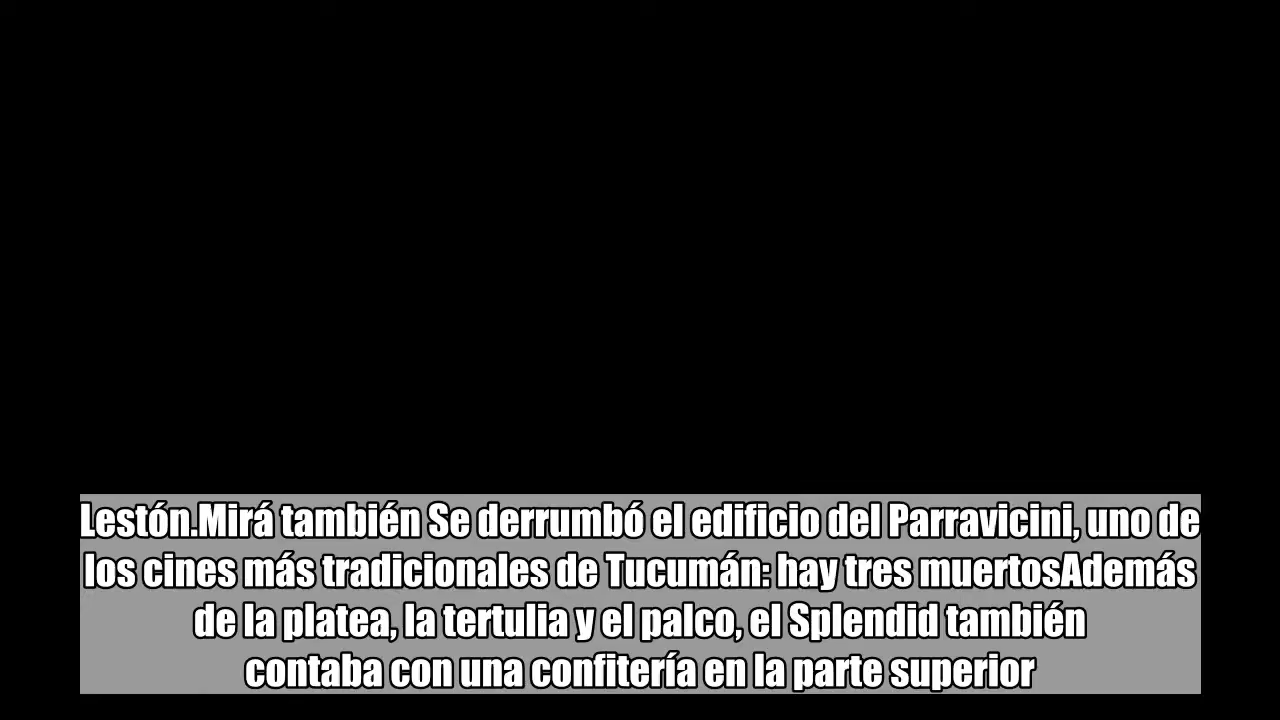 Lestón.Mirá también Se derrumbó el edificio del Parravicini, uno de
los cines más tradicionales de Tucumán: hay tres muertosAdemás
de la platea, la tertulia y el palco, el Splendid también
contaba con una confitería en la parte superior